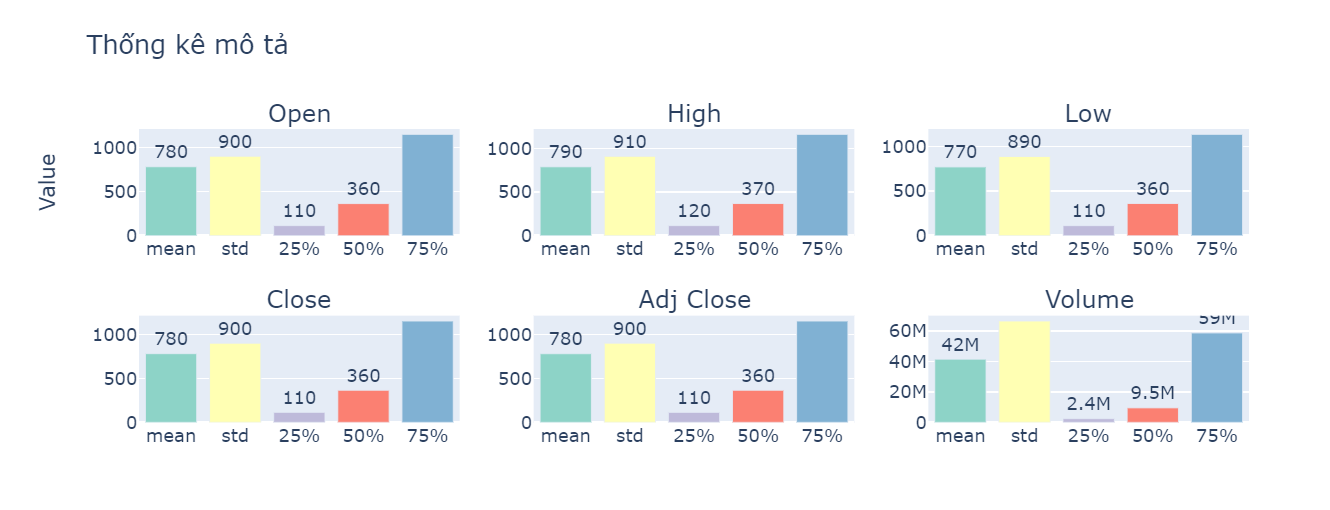 Thống kê mô tả
Open High Low
Value
1000 780 900 110 360
500
0
mean std 25% 50% 75%
1000 790 910 120 370
500
0
mean std 25% 50% 75%
1000 770 890 110 360
500
0
mean std 25% 50% 75%
Close Adj Close Volume
1000 780 900 110 360
500
0
mean std 25% 50% 75%
1000 780 900 110 360
500
0
mean std 25% 50% 75%
60M 42M 2.4M 9.5M 59M
40M
20M
0
mean std 25% 50% 75%